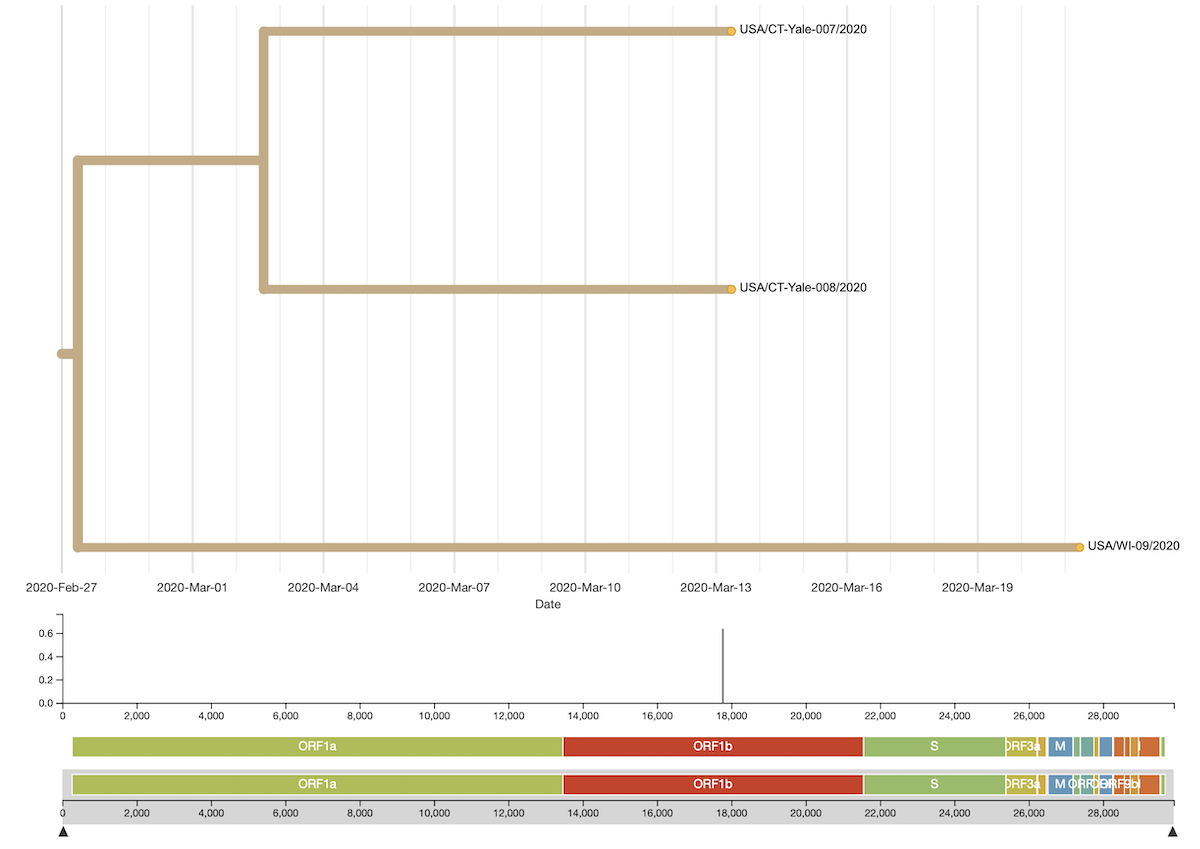 USA/CT-Yale-007/2020
USA/CT-Yale-008/2020
USA/WI-09/2020
2020-Feb-27 2020-Mar-01 2020-Mar-04 2020-Mar-07 2020-Mar-10 2020-Mar-13 2020-Mar-16 2020-Mar-19
Date
0.6
0.4
0.2
0.0
0 2,000 4,000 6,000 8,000 10,000 12,000 14,000 16,000 18,000 20,000 22,000 24,000 26,000 28,000
ORF1a ORF1b S ORF3a M
ORF1a ORF1b S ORF3a M
0 2,000 4,000 6,000 8,000 10,000 12,000 14,000 16,000 18,000 20,000 22,000 24,000 26,000 28,000